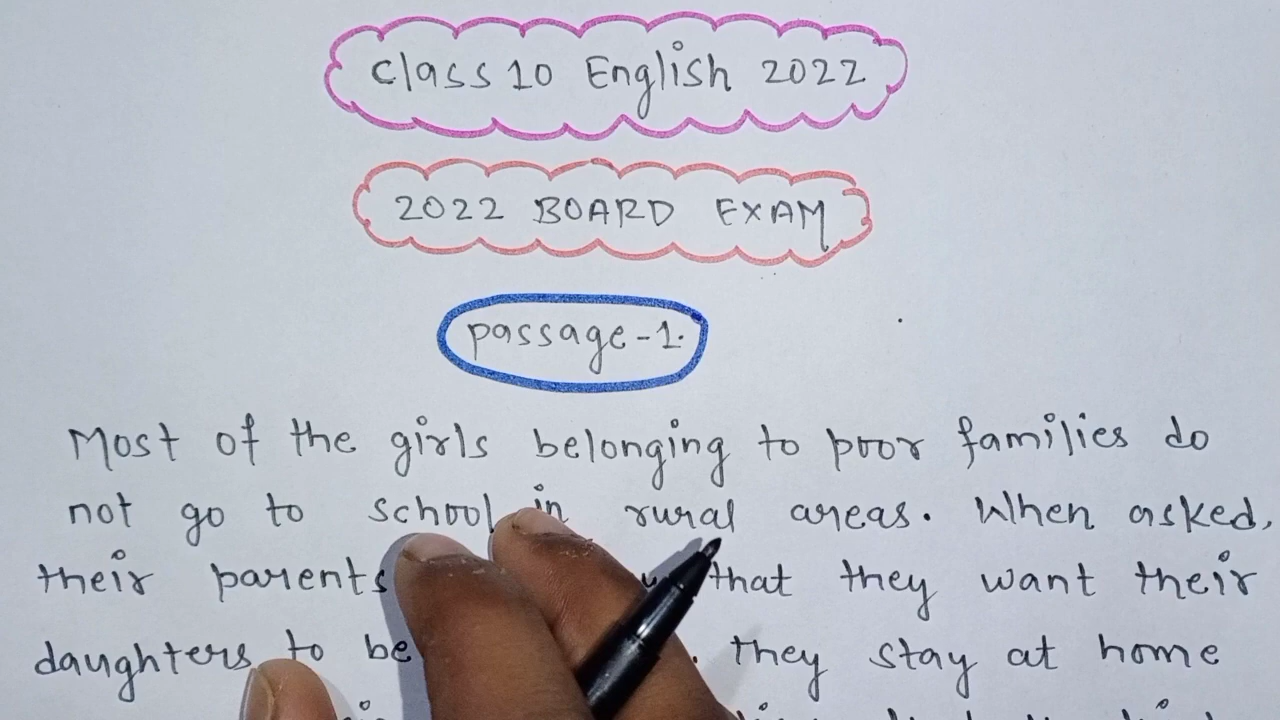 Class 10 English 2022
2022 BOARD EXAM
passage-1.
Most of the girls belonging to poor families do
not go to school in rural areas. When asked,
their parents that they want their
daughters to be . They stay at home